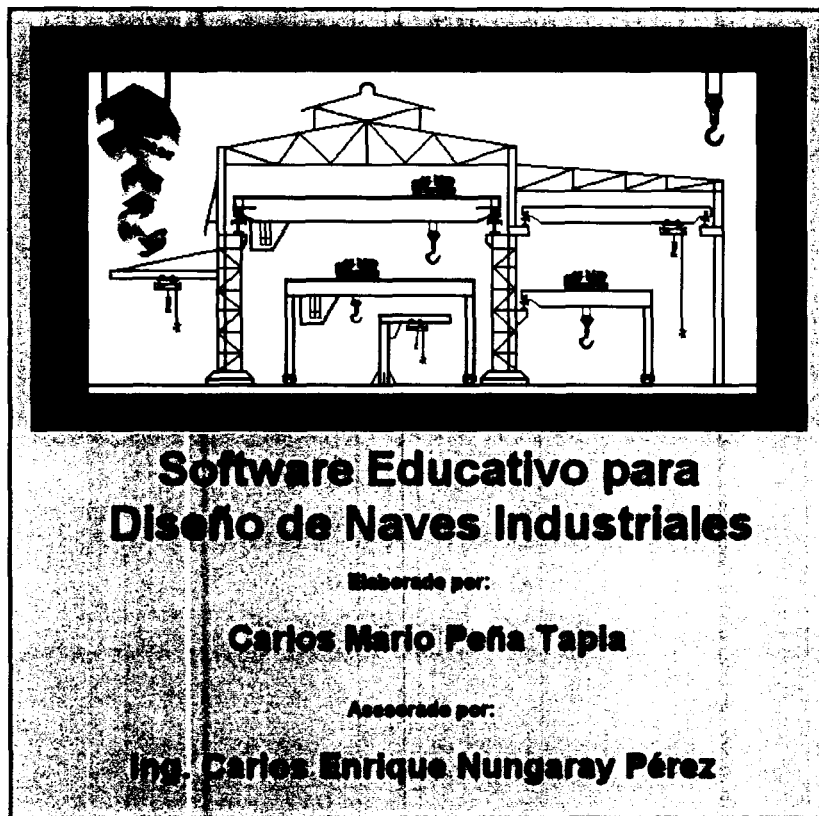 Software Educativo para
Diseño de Naves Industriales
Elaborado por:
Carlos Mario Peña Tapia
Asesorado por:
Ing. Carlos Enrique Nungaray Pérez